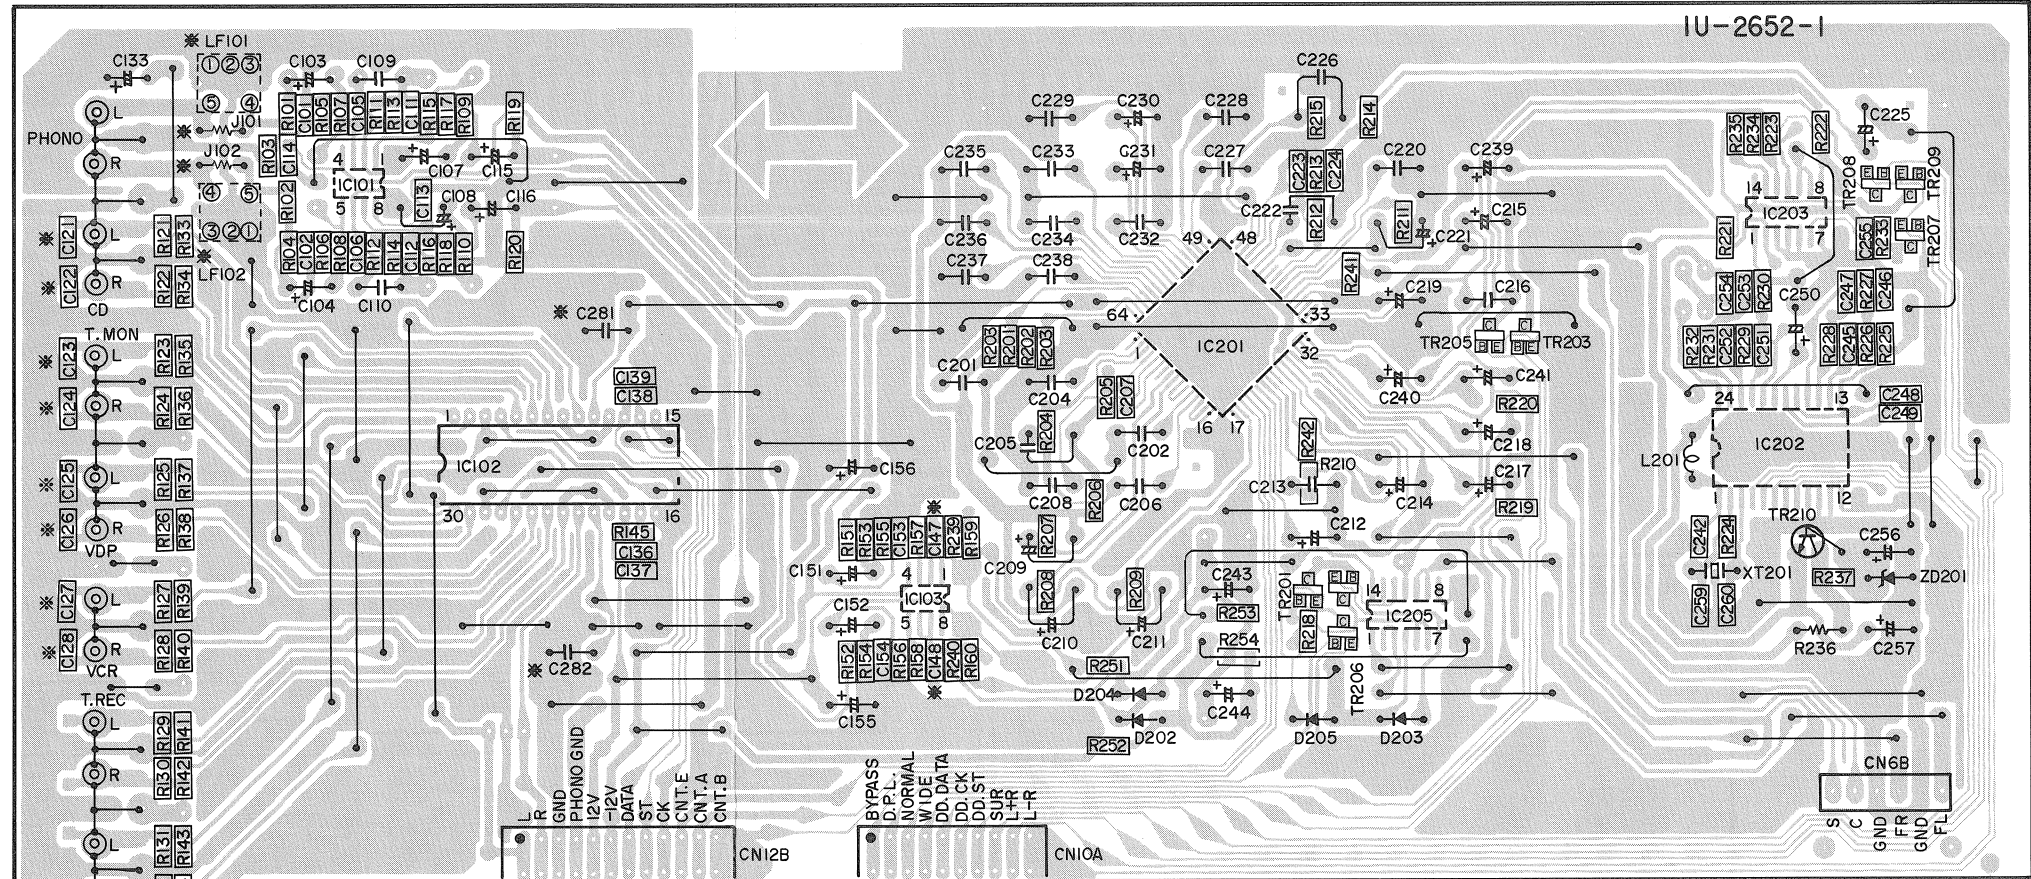 1U-2652-1
※ LF101
① ② ③
⑤ ④
C133
C103
C109
PHONO
L
R
※
J101
※
J102
R101 C101 R105 R107 C105 R111 R113 C111 R115 R117 R109
R119
R103 C114
R102
4 1
IC101
5 8
C107
C115
C113
C108
C116
④ ⑤
③ ② ①
※
LF102
R104 C102 R106 R108 C106 R112 R114 C112 R116 R118 R110
R120
C104
C110
※ C121
L
R121 R133
※ C122
R
R122 R134
CD
T.MON
※ C123
L
R123 R135
※ C124
R
R124 R136
※ C125
L
R125 R137
※ C126
R
R126 R138
VDP
※ C127
L
R127 R139
※ C128
R
R128 R140
VCR
T.REC
L
R129 R141
R
R130 R142
L
R131 R143
※ C281
C139
C138
1 15
IC102
30 16
R145
C136
C137
※ C282
C156
※
R151 R153 R155 C153 R157 C147 R239 R159
C151
4 1
IC103
5 8
C152
R152 R154 C154 R156 R158 C148 R240 R160
※
C155
L
R
GND
PHONO GND
12V
-12V
DATA
ST
CK
CNT.E
CNT.A
CNT.B
CN12B
BYPASS
D.P.L.
NORMAL
WIDE
DD.DATA
DD.CK
DD.ST
SUR
L+R
L-R
CN10A
C229
C230
C228
C226
R215
R214
C235
C233
C231
C227
C223 R213 C224
C220
C239
C222
R212
R211
C221
C215
C236
C234
C232
C237
C238
49 48
R241
C219
C216
64 33
IC201
1 32
16 17
R203 R201 R202 R203
C201
C204
R205 C207
TR205
C
B E
C
B E
TR203
C240
C241
R220
C205
R204
C202
C218
R242
R210
C213
C214
C217
R219
C208
R206
C206
C212
C209
R207
R208
R209
C210
C211
C243
R253
R254
TR201
C
B E
E B
C
R218
C
B E
TR206
14 8
IC205
1 7
R251
D204
D202
R252
C244
D205
D203
R235 R234 R223
R222
C225
TR208
E B
C
E B
C
TR209
14 8
IC203
1 7
R221
C255 R233
E B
C
TR207
C254 C253 R230
C250
C247 R227 C246
R232 R231 C252 R229 C251
R228 C245 R226 R225
24 13
IC202
1 12
C248
C249
L201
TR210
C242 R224
C256
XT201
R237
ZD201
C259 C260
R236
C257
CN6B
S
C
GND
FR
GND
FL